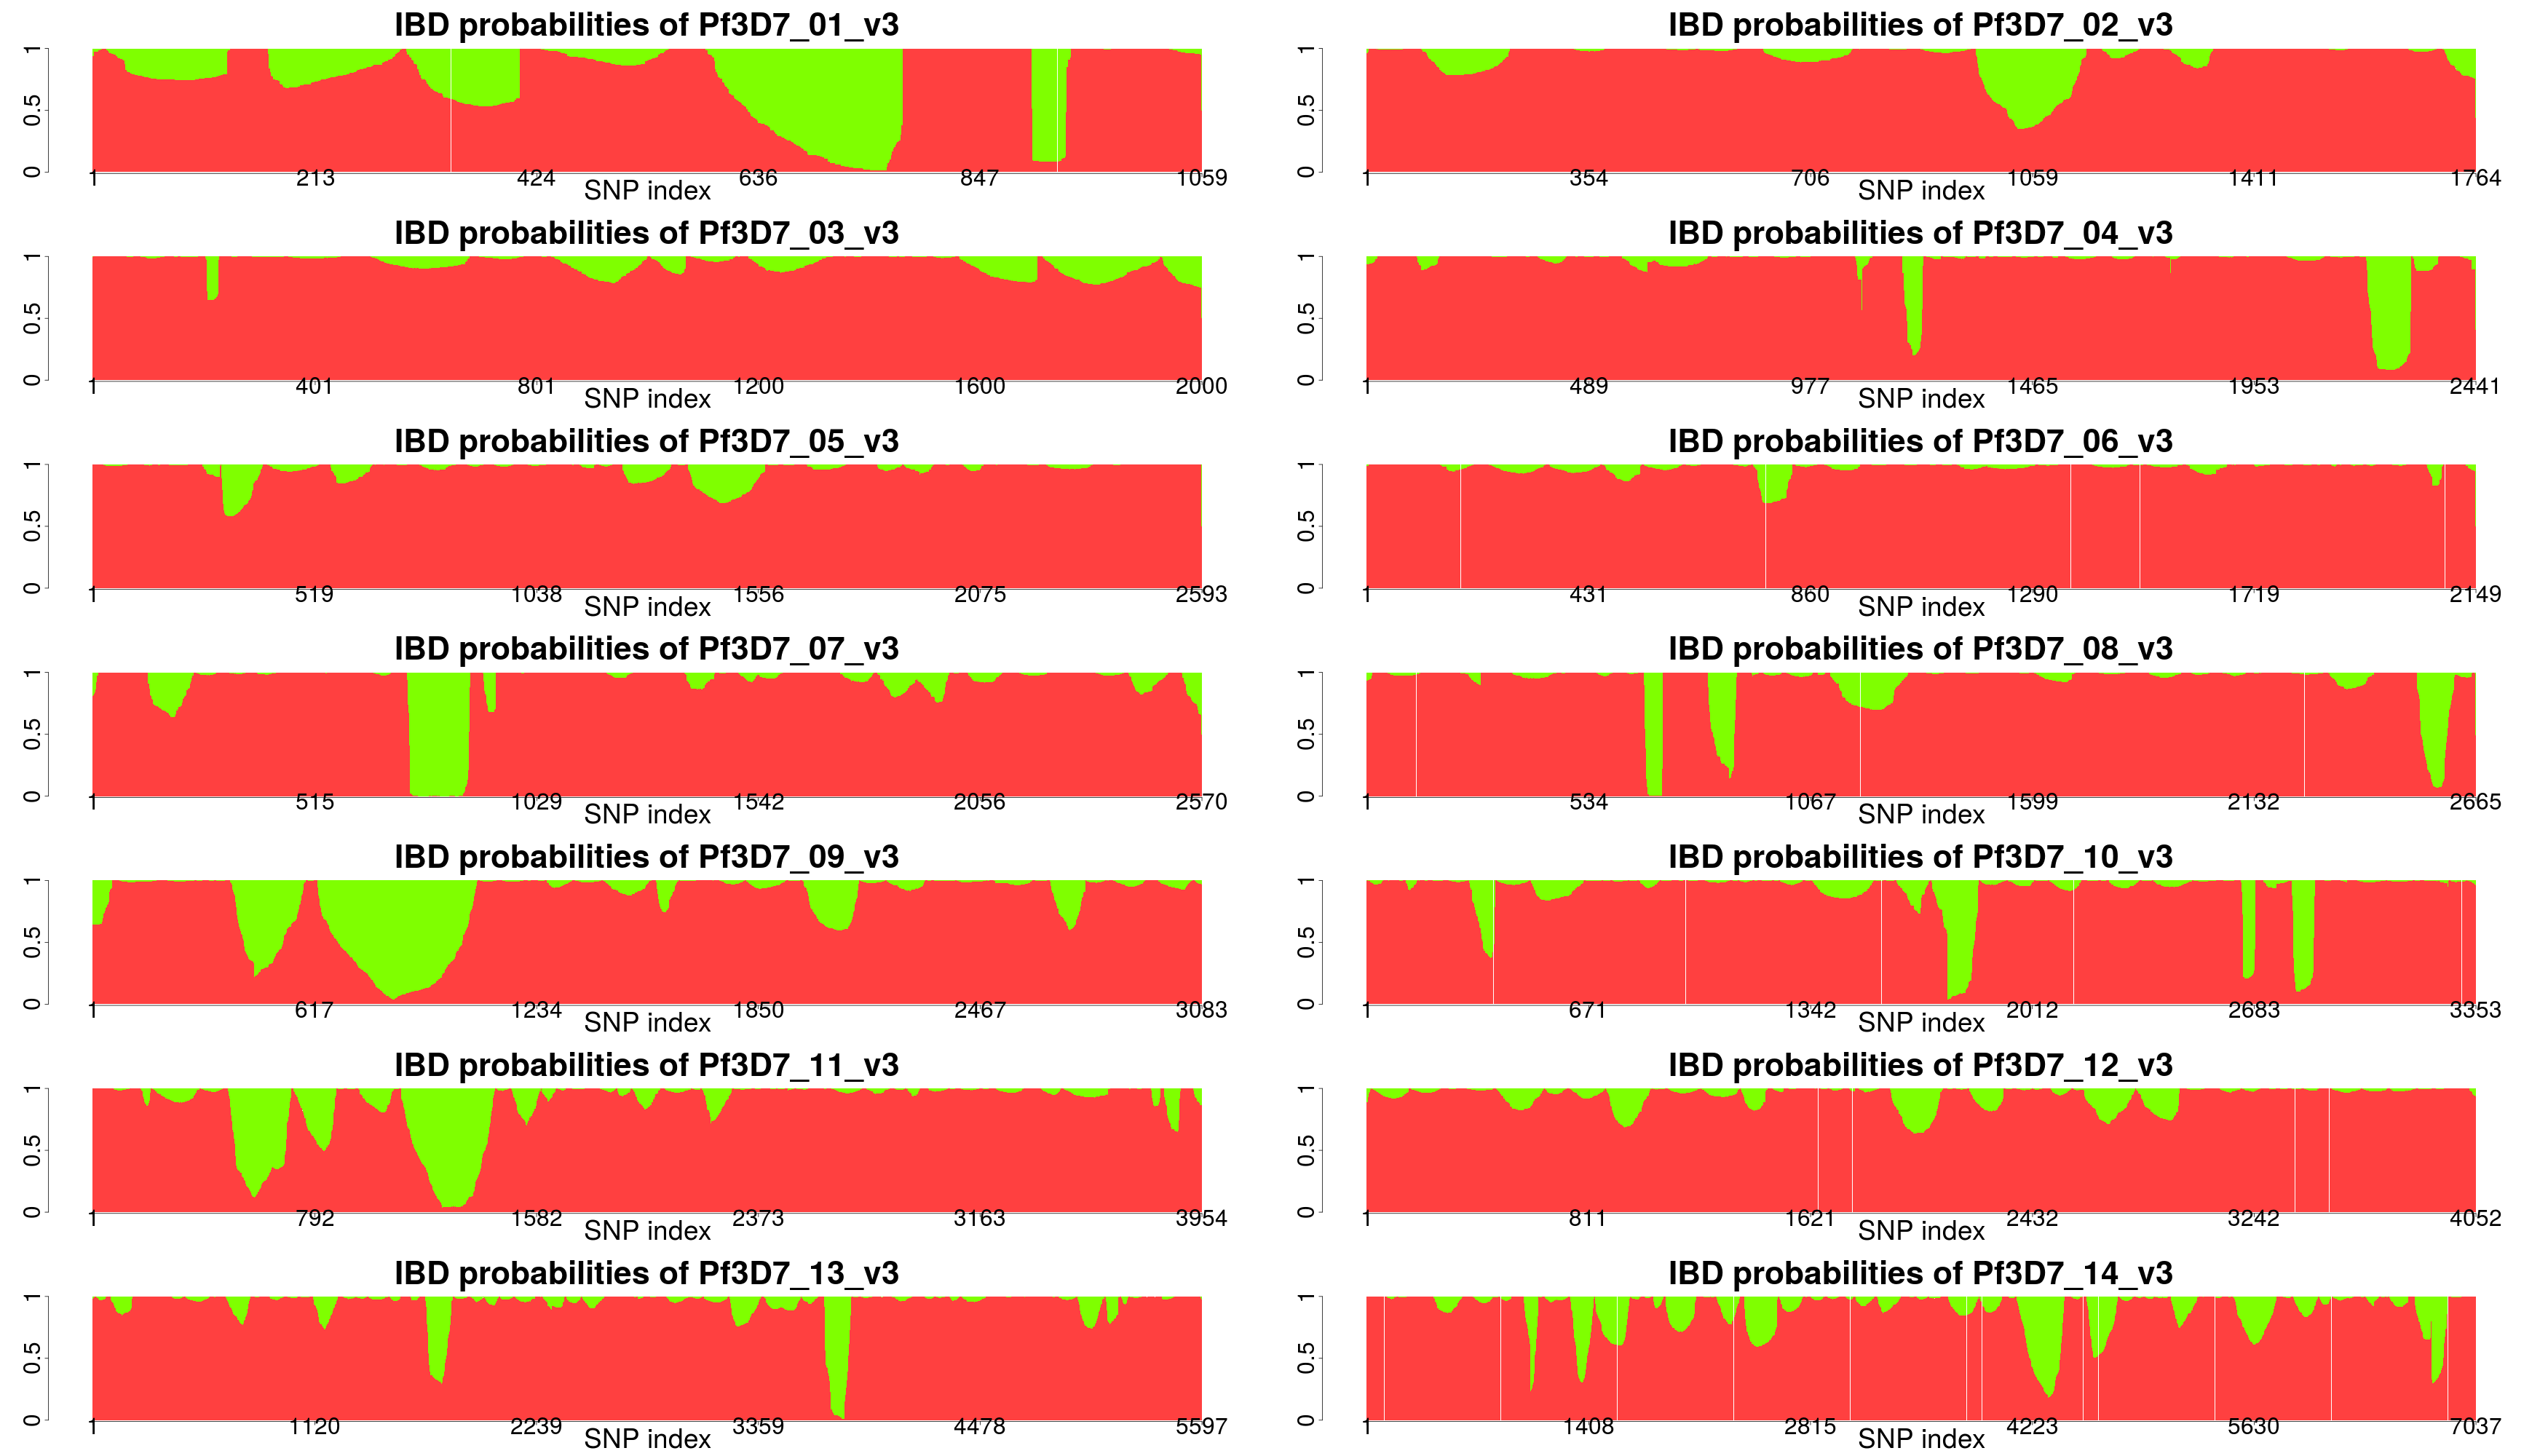 IBD probabilities of Pf3D7_01_v3
0 0.5 1
1 213 424 636 847 1059
SNP index
IBD probabilities of Pf3D7_02_v3
0 0.5 1
1 354 706 1059 1411 1764
SNP index
IBD probabilities of Pf3D7_03_v3
0 0.5 1
1 401 801 1200 1600 2000
SNP index
IBD probabilities of Pf3D7_04_v3
0 0.5 1
1 489 977 1465 1953 2441
SNP index
IBD probabilities of Pf3D7_05_v3
0 0.5 1
1 519 1038 1556 2075 2593
SNP index
IBD probabilities of Pf3D7_06_v3
0 0.5 1
1 431 860 1290 1719 2149
SNP index
IBD probabilities of Pf3D7_07_v3
0 0.5 1
1 515 1029 1542 2056 2570
SNP index
IBD probabilities of Pf3D7_08_v3
0 0.5 1
1 534 1067 1599 2132 2665
SNP index
IBD probabilities of Pf3D7_09_v3
0 0.5 1
1 617 1234 1850 2467 3083
SNP index
IBD probabilities of Pf3D7_10_v3
0 0.5 1
1 671 1342 2012 2683 3353
SNP index
IBD probabilities of Pf3D7_11_v3
0 0.5 1
1 792 1582 2373 3163 3954
SNP index
IBD probabilities of Pf3D7_12_v3
0 0.5 1
1 811 1621 2432 3242 4052
SNP index
IBD probabilities of Pf3D7_13_v3
0 0.5 1
1 1120 2239 3359 4478 5597
SNP index
IBD probabilities of Pf3D7_14_v3
0 0.5 1
1 1408 2815 4223 5630 7037
SNP index